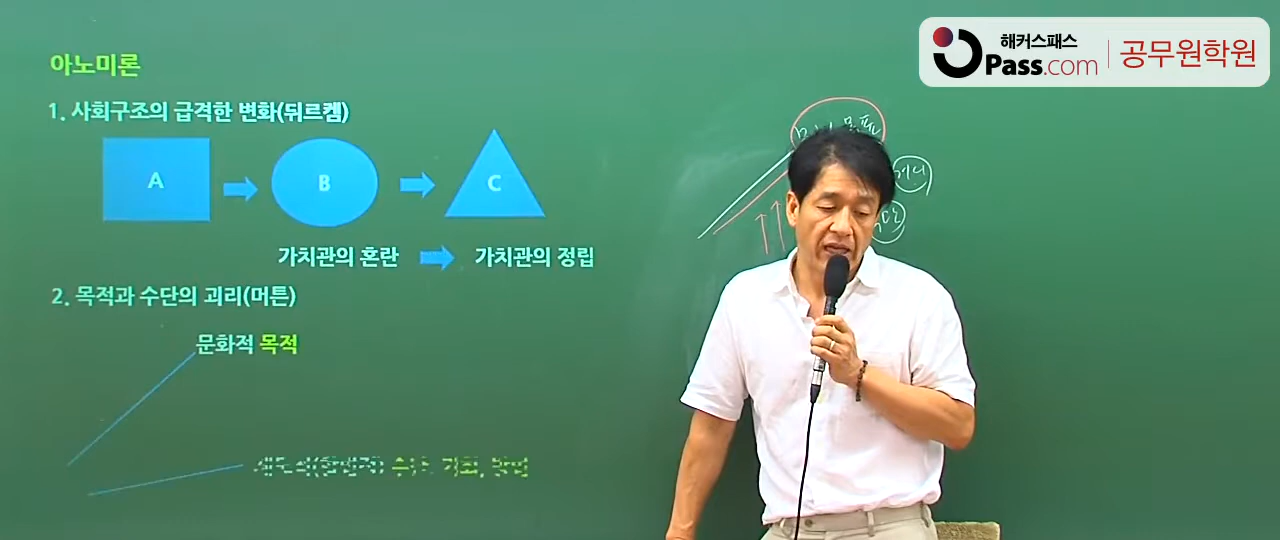 해커스패스
Pass.com
공무원학원
아노미론
1. 사회구조의 급격한 변화(뒤르켐)
A
B
C
가치관의 혼란
가치관의 정립
2. 목적과 수단의 괴리(머튼)
문화적 목적